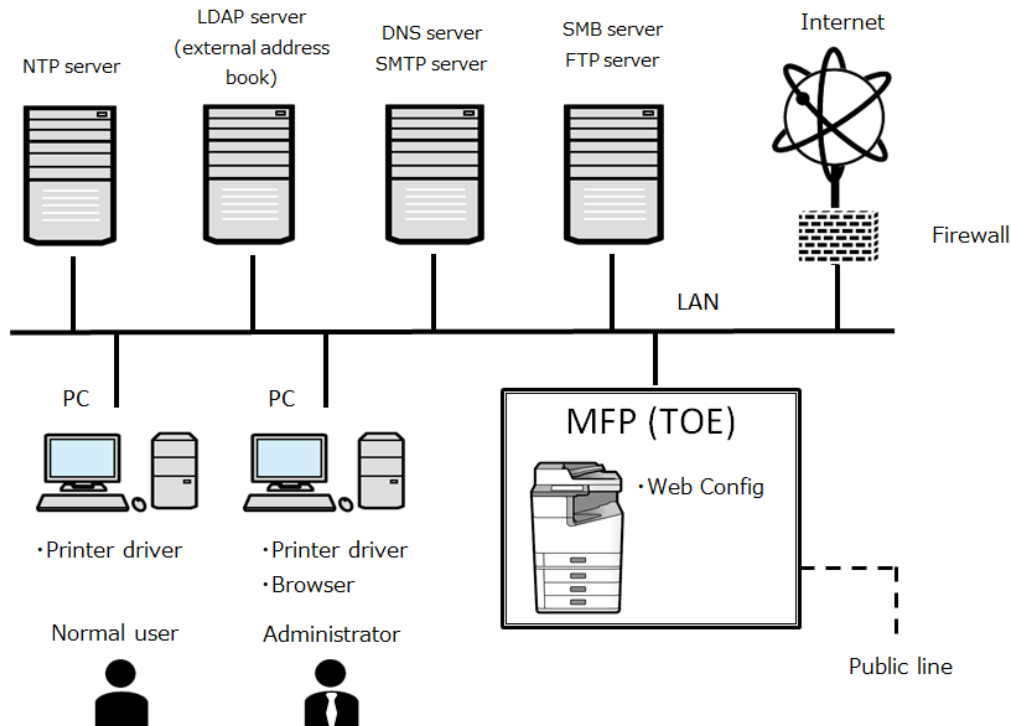 NTP server
LDAP server
(external address
book)
DNS server
SMTP server
SMB server
FTP server
Internet
Firewall
LAN
PC
PC
MFP (TOE)
・Web Config
・Printer driver
・Printer driver
・Browser
Normal user
Administrator
Public line